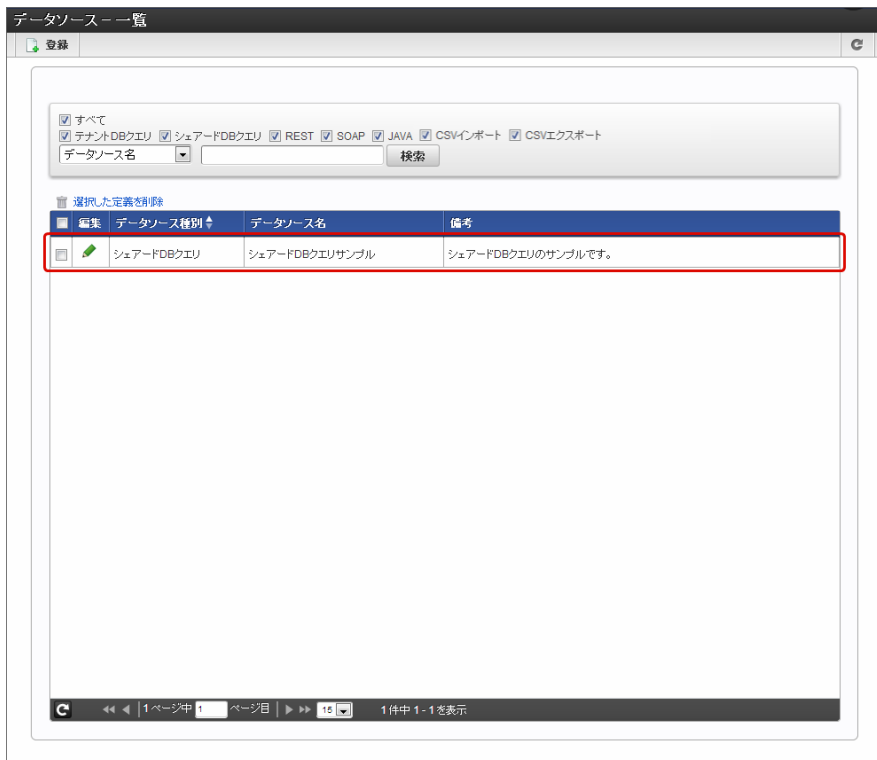 データソース - 一覧
登録
すべて
テナントDBクエリ シェアードDBクエリ REST SOAP JAVA CSVインポート CSVエクスポート
データソース名 検索
選択した定義を削除
編集 データソース種別 データソース名 備考
シェアードDBクエリ シェアードDBクエリサンプル シェアードDBクエリのサンプルです。
1 ページ中 1 ページ目 15 1 件中 1 - 1 を表示